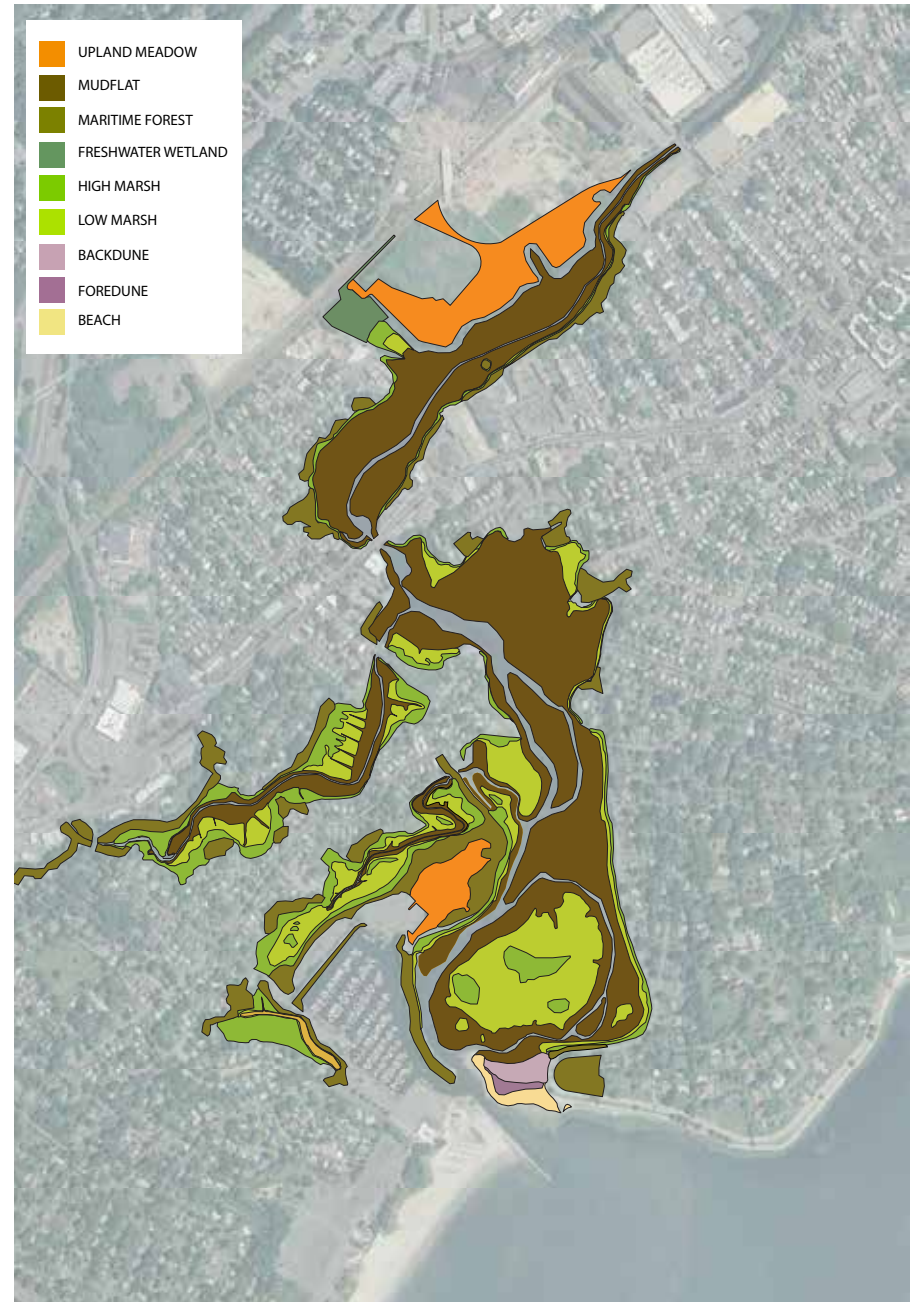 UPLAND MEADOW
MUDFLAT
MARITIME FOREST
FRESHWATER WETLAND
HIGH MARSH
LOW MARSH
BACKDUNE
FOREDUNE
BEACH